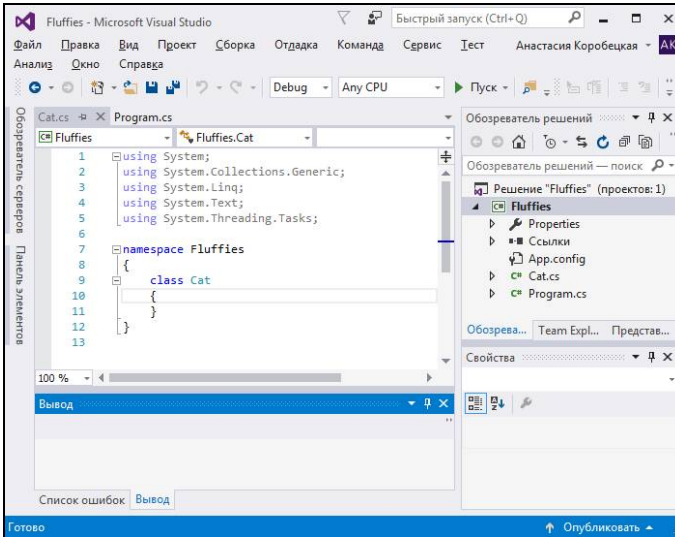 Fluffies - Microsoft Visual Studio
Быстрый запуск (Ctrl+Q)
Файл Правка Вид Проект Сборка Отладка Команда Сервис Тест Анастасия Коробецкая АК
Анализ Окно Справка
Debug Any CPU Пуск
Обозреватель серверов
Панель элементов
Cat.cs Program.cs
C# Fluffies Fluffies.Cat
1 using System;
2 using System.Collections.Generic;
3 using System.Linq;
4 using System.Text;
5 using System.Threading.Tasks;
6
7 namespace Fluffies
8 {
9 class Cat
10 {
11 }
12 }
13
100 %
Вывод
Список ошибок Вывод
Обозреватель решений
Обозреватель решений — поиск
Решение "Fluffies" (проектов: 1)
C# Fluffies
Properties
Ссылки
App.config
C# Cat.cs
C# Program.cs
Обозрева... Team Expl... Представ...
Свойства
Готово
Опубликовать